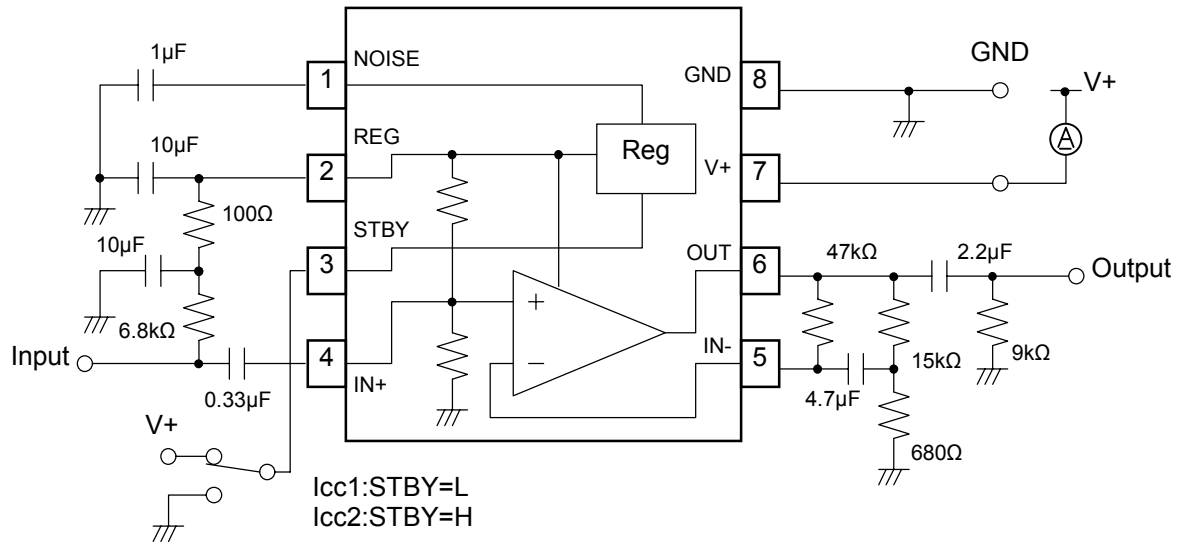 1µF
1
NOISE
GND
8
GND
V+
A
10µF
2
REG
Reg
V+
7
100Ω
10µF
3
STBY
OUT
6
47kΩ
2.2µF
Output
6.8kΩ
+
−
Input
4
IN+
IN-
5
15kΩ
9kΩ
0.33µF
4.7µF
680Ω
V+
Icc1:STBY=L
Icc2:STBY=H